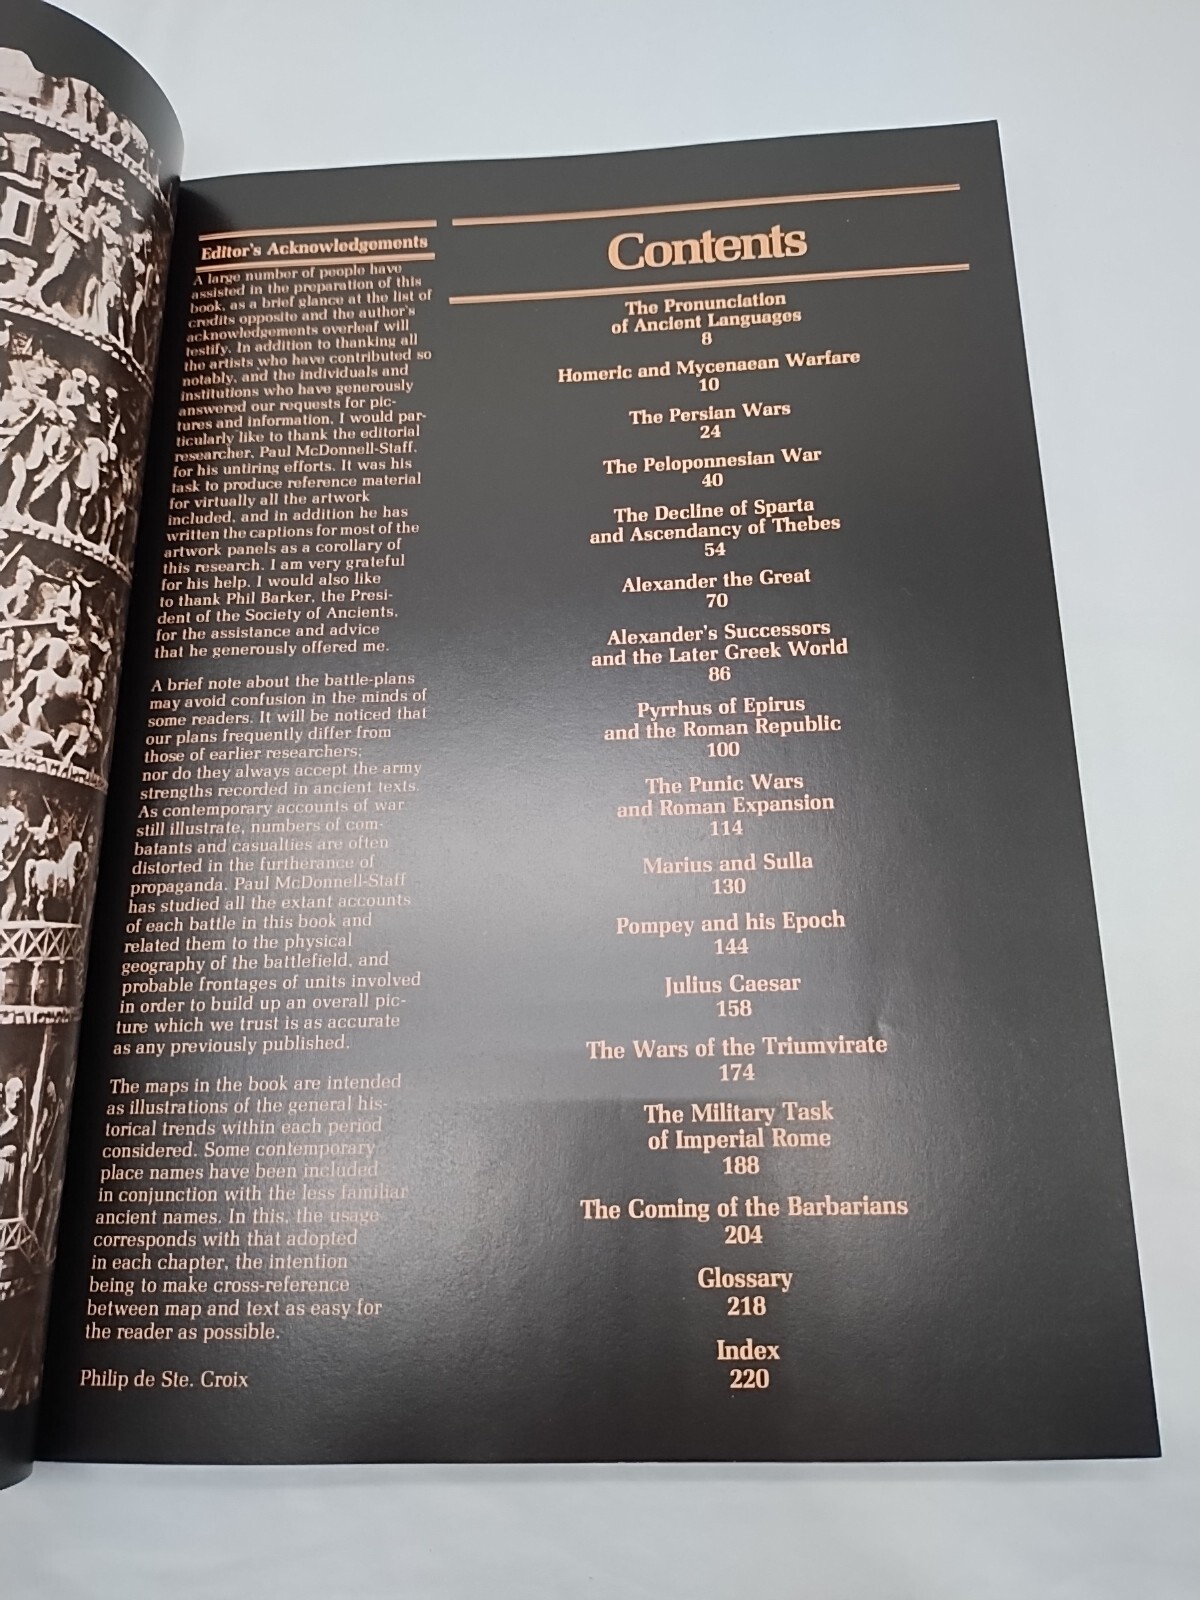 Editor's Acknowledgements
A large number of people have
assisted in the preparation of this
book, as a brief glance at the list of
credits opposite and the author's
acknowledgements overleaf will
testify. In addition to thanking all
the artists who have contributed so
notably, and the individuals and
institutions who have generously
answered our requests for pic-
tures and information, I would par-
ticularly like to thank the editorial
researcher, Paul McDonnell-Staff,
for his untiring efforts. It was his
task to produce reference material
for virtually all the artwork
included, and in addition he has
written the captions for most of the
artwork panels as a corollary of
this research. I am very grateful
for his help. I would also like
to thank Phil Barker, the Presi-
dent of the Society of Ancients,
for the assistance and advice
that he generously offered me.
A brief note about the battle-plans
may avoid confusion in the minds of
some readers. It will be noticed that
our plans frequently differ from
those of earlier researchers;
nor do they always accept the army
strengths recorded in ancient texts.
As contemporary accounts of war
still illustrate, numbers of com-
batants and casualties are often
distorted in the furtherance of
propaganda. Paul McDonnell-Staff
has studied all the extant accounts
of each battle in this book and
related them to the physical
geography of the battlefield, and
probable frontages of units involved
in order to build up an overall pic-
ture which we trust is as accurate
as any previously published.
The maps in the book are intended
as illustrations of the general his-
torical trends within each period
considered. Some contemporary
place names have been included
in conjunction with the less familiar
ancient names. In this, the usage
corresponds with that adopted
in each chapter, the intention
being to make cross-reference
between map and text as easy for
the reader as possible.
Philip de Ste. Croix
Contents
The Pronunciation
of Ancient Languages
8
Homeric and Mycenaean Warfare
10
The Persian Wars
24
The Peloponnesian War
40
The Decline of Sparta
and Ascendancy of Thebes
54
Alexander the Great
70
Alexander's Successors
and the Later Greek World
86
Pyrrhus of Epirus
and the Roman Republic
100
The Punic Wars
and Roman Expansion
114
Marius and Sulla
130
Pompey and his Epoch
144
Julius Caesar
158
The Wars of the Triumvirate
174
The Military Task
of Imperial Rome
188
The Coming of the Barbarians
204
Glossary
218
Index
220